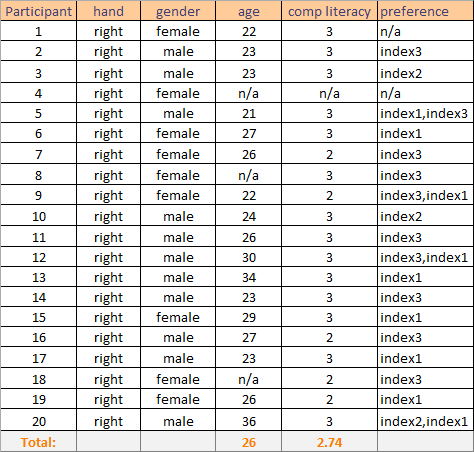 Participant hand gender age comp literacy preference
1 right female 22 3 n/a
2 right male 23 3 index3
3 right male 23 3 index2
4 right female n/a n/a n/a
5 right male 21 3 index1,index3
6 right female 27 3 index1
7 right female 26 2 index3
8 right female n/a 3 index3
9 right female 22 2 index3,index1
10 right male 24 3 index2
11 right male 26 3 index3
12 right male 30 3 index3,index1
13 right male 34 3 index1
14 right male 23 3 index3
15 right female 29 3 index1
16 right male 27 2 index3
17 right male 23 3 index1
18 right female n/a 2 index3
19 right female 26 2 index1
20 right male 36 3 index2,index1
Total: 26 2.74